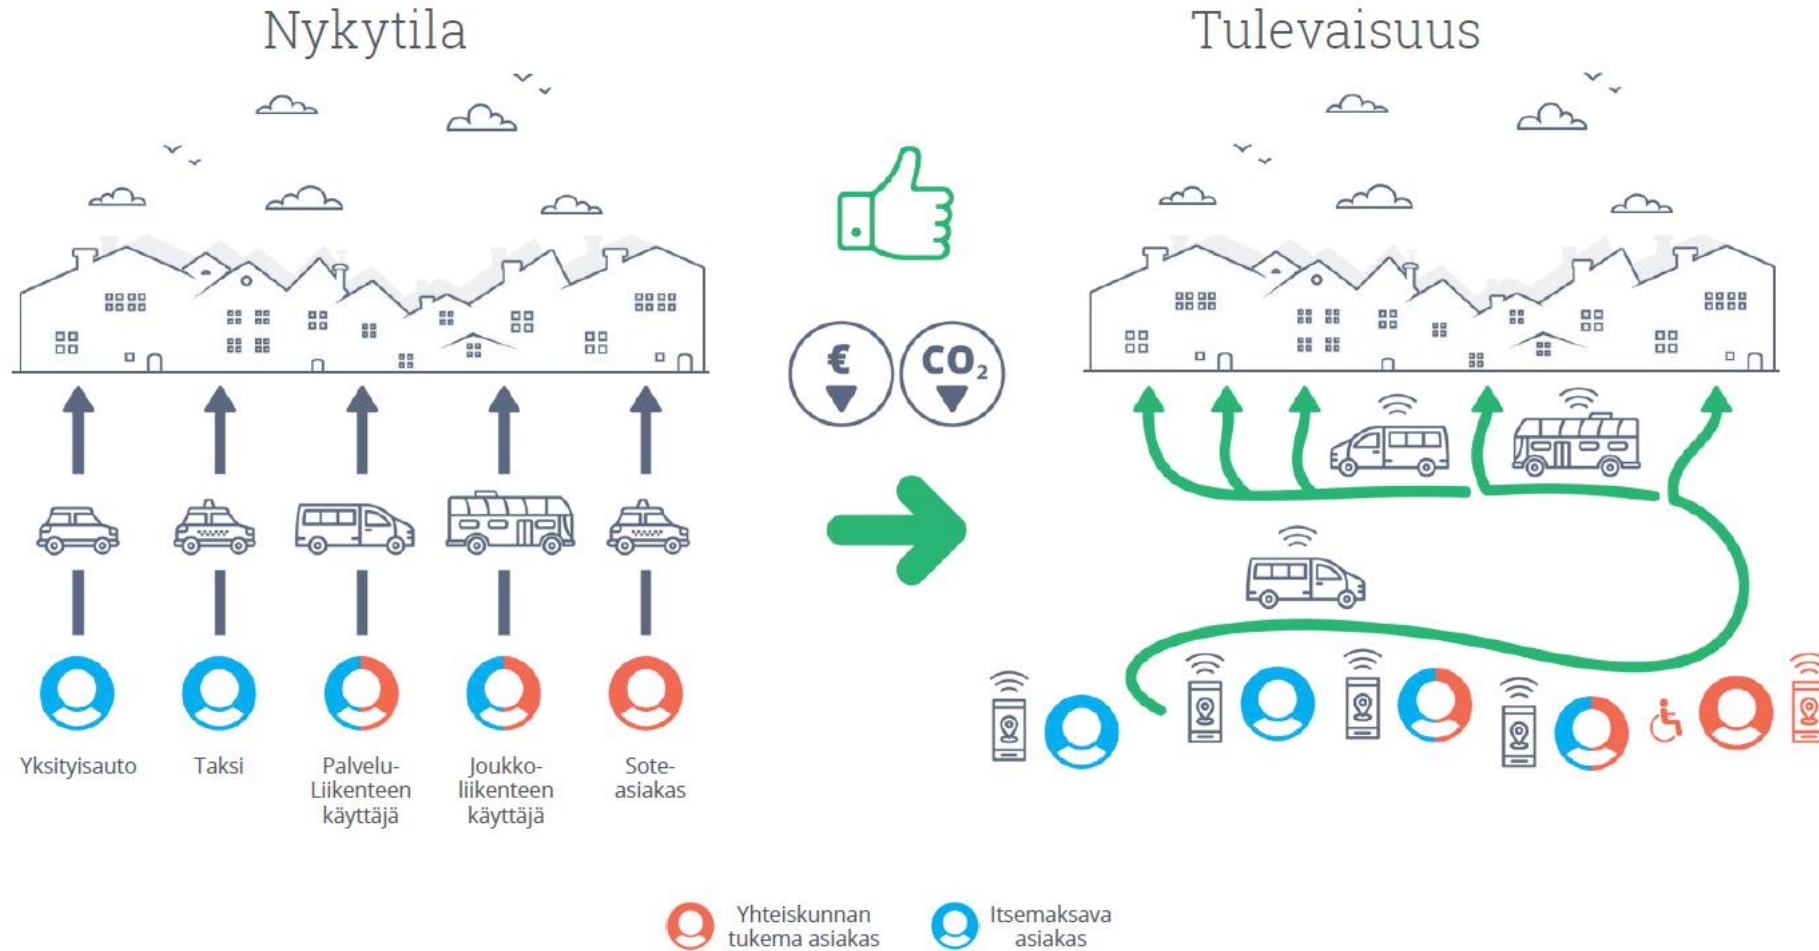 Nykytila
Tulevaisuus
€
CO₂
Yksityisauto
Taksi
Palvelu-
Liikenteen
käyttäjä
Joukko-
liikenteen
käyttäjä
Sote-
asiakas
Yhteiskunnan
tukema asiakas
Itsemaksava
asiakas